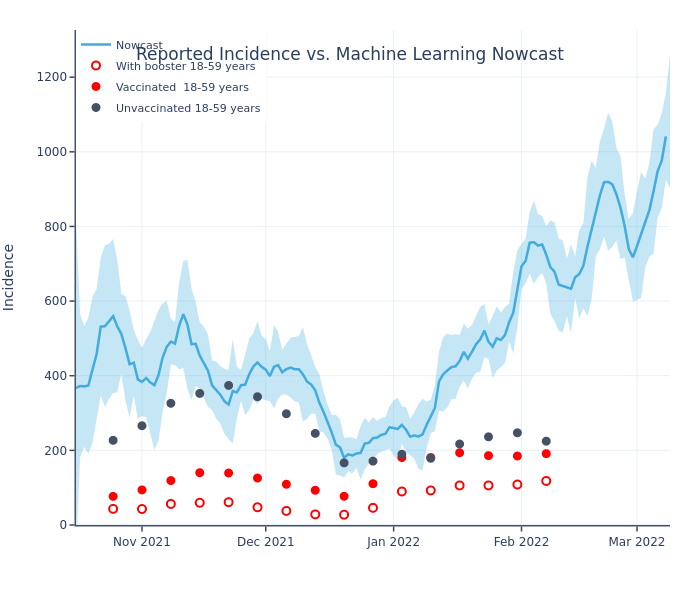 Reported Incidence vs. Machine Learning Nowcast
Nowcast
With booster 18-59 years
Vaccinated  18-59 years
Unvaccinated 18-59 years
Incidence
1200
1000
800
600
400
200
0
Nov 2021
Dec 2021
Jan 2022
Feb 2022
Mar 2022